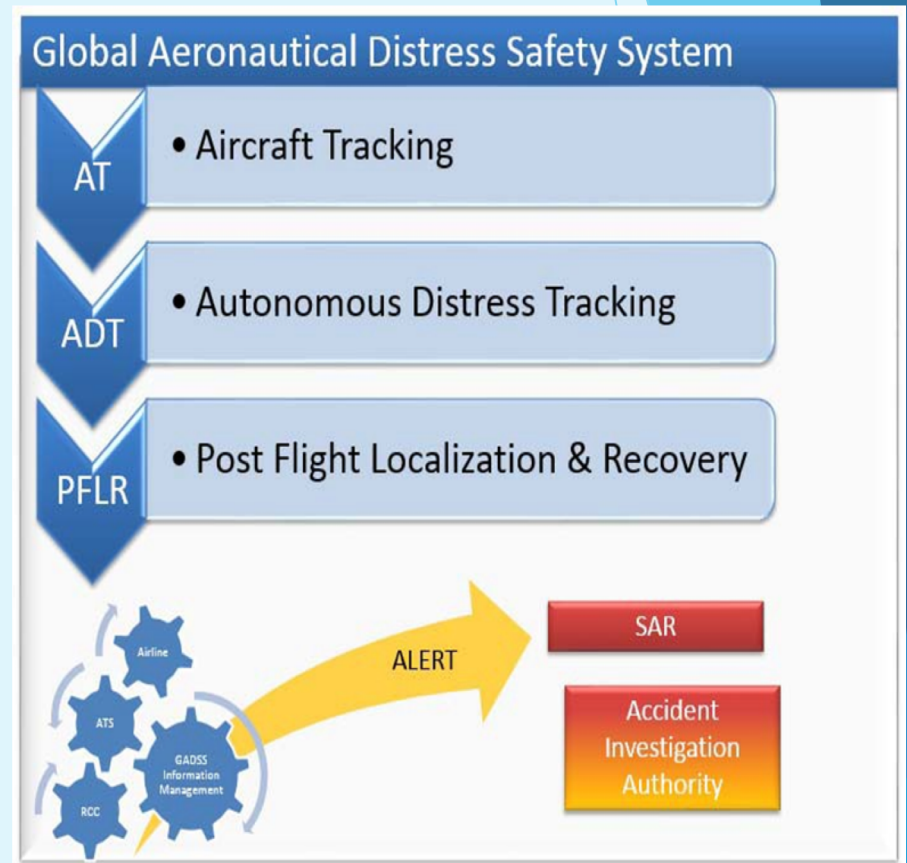 Global Aeronautical Distress Safety System
AT
• Aircraft Tracking
ADT
• Autonomous Distress Tracking
PFLR
• Post Flight Localization & Recovery
Airline
ATS
RCC
GADSS
Information
Management
ALERT
SAR
Accident
Investigation
Authority